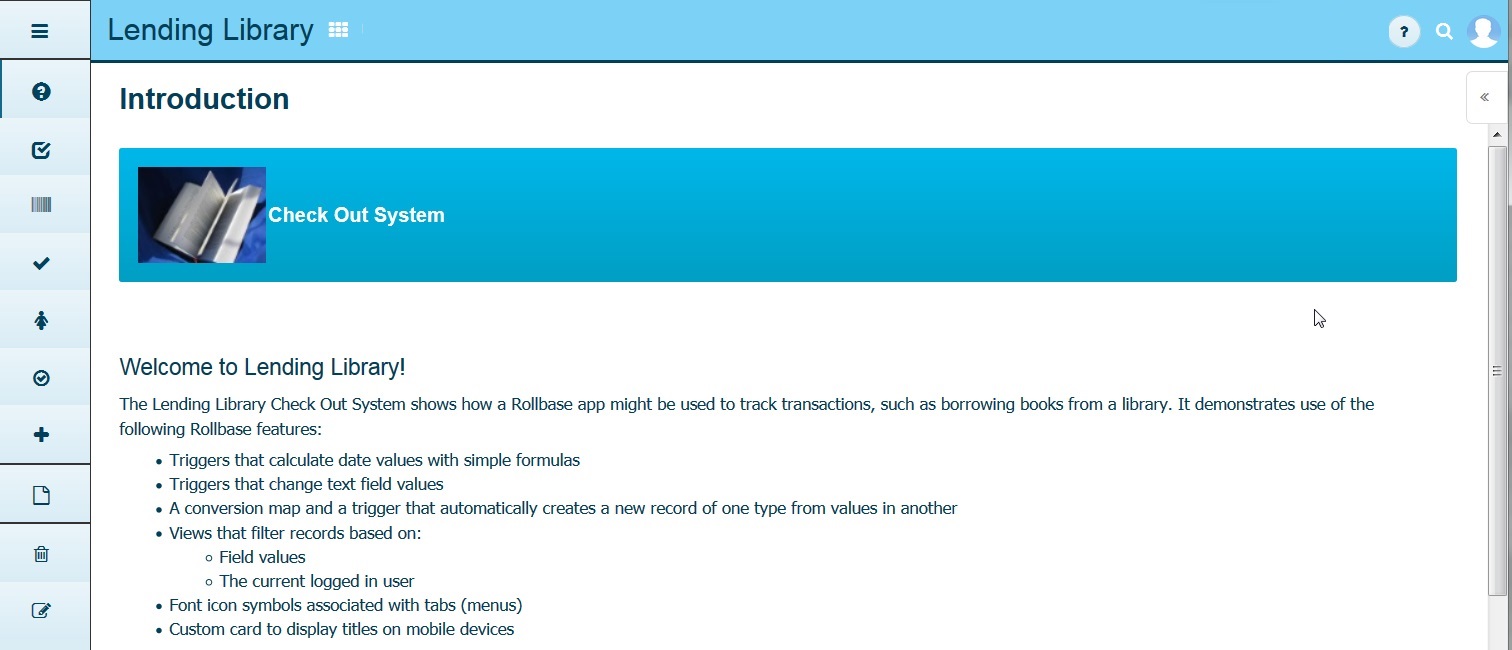 Lending Library
?
Introduction
Check Out System
Welcome to Lending Library!
The Lending Library Check Out System shows how a Rollbase app might be used to track transactions, such as borrowing books from a library. It demonstrates use of the
following Rollbase features:
• Triggers that calculate date values with simple formulas
• Triggers that change text field values
• A conversion map and a trigger that automatically creates a new record of one type from values in another
• Views that filter records based on:
◦ Field values
◦ The current logged in user
• Font icon symbols associated with tabs (menus)
• Custom card to display titles on mobile devices